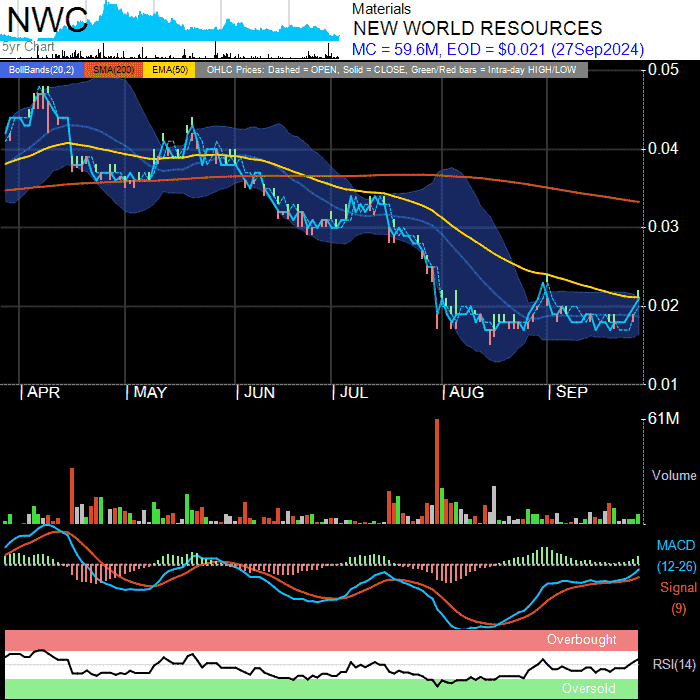 NWC
5yr Chart
Materials
NEW WORLD RESOURCES
MC = 59.6M, EOD = $0.021 (27Sep2024)
BollBands(20,2) SMA(200) EMA(50) OHLC Prices: Dashed = OPEN, Solid = CLOSE, Green/Red bars = Intra-day HIGH/LOW
0.05
0.04
0.03
0.02
0.01
APR MAY JUN JUL AUG SEP
61M
Volume
MACD
(12-26)
Signal
(9)
Overbought
RSI(14)
Oversold